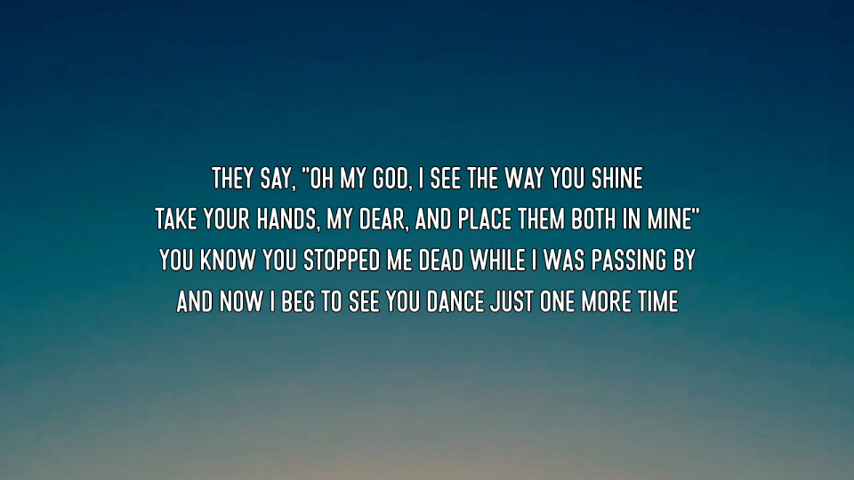 THEY SAY, "OH MY GOD, I SEE THE WAY YOU SHINE
TAKE YOUR HANDS, MY DEAR, AND PLACE THEM BOTH IN MINE"
YOU KNOW YOU STOPPED ME DEAD WHILE I WAS PASSING BY
AND NOW I BEG TO SEE YOU DANCE JUST ONE MORE TIME